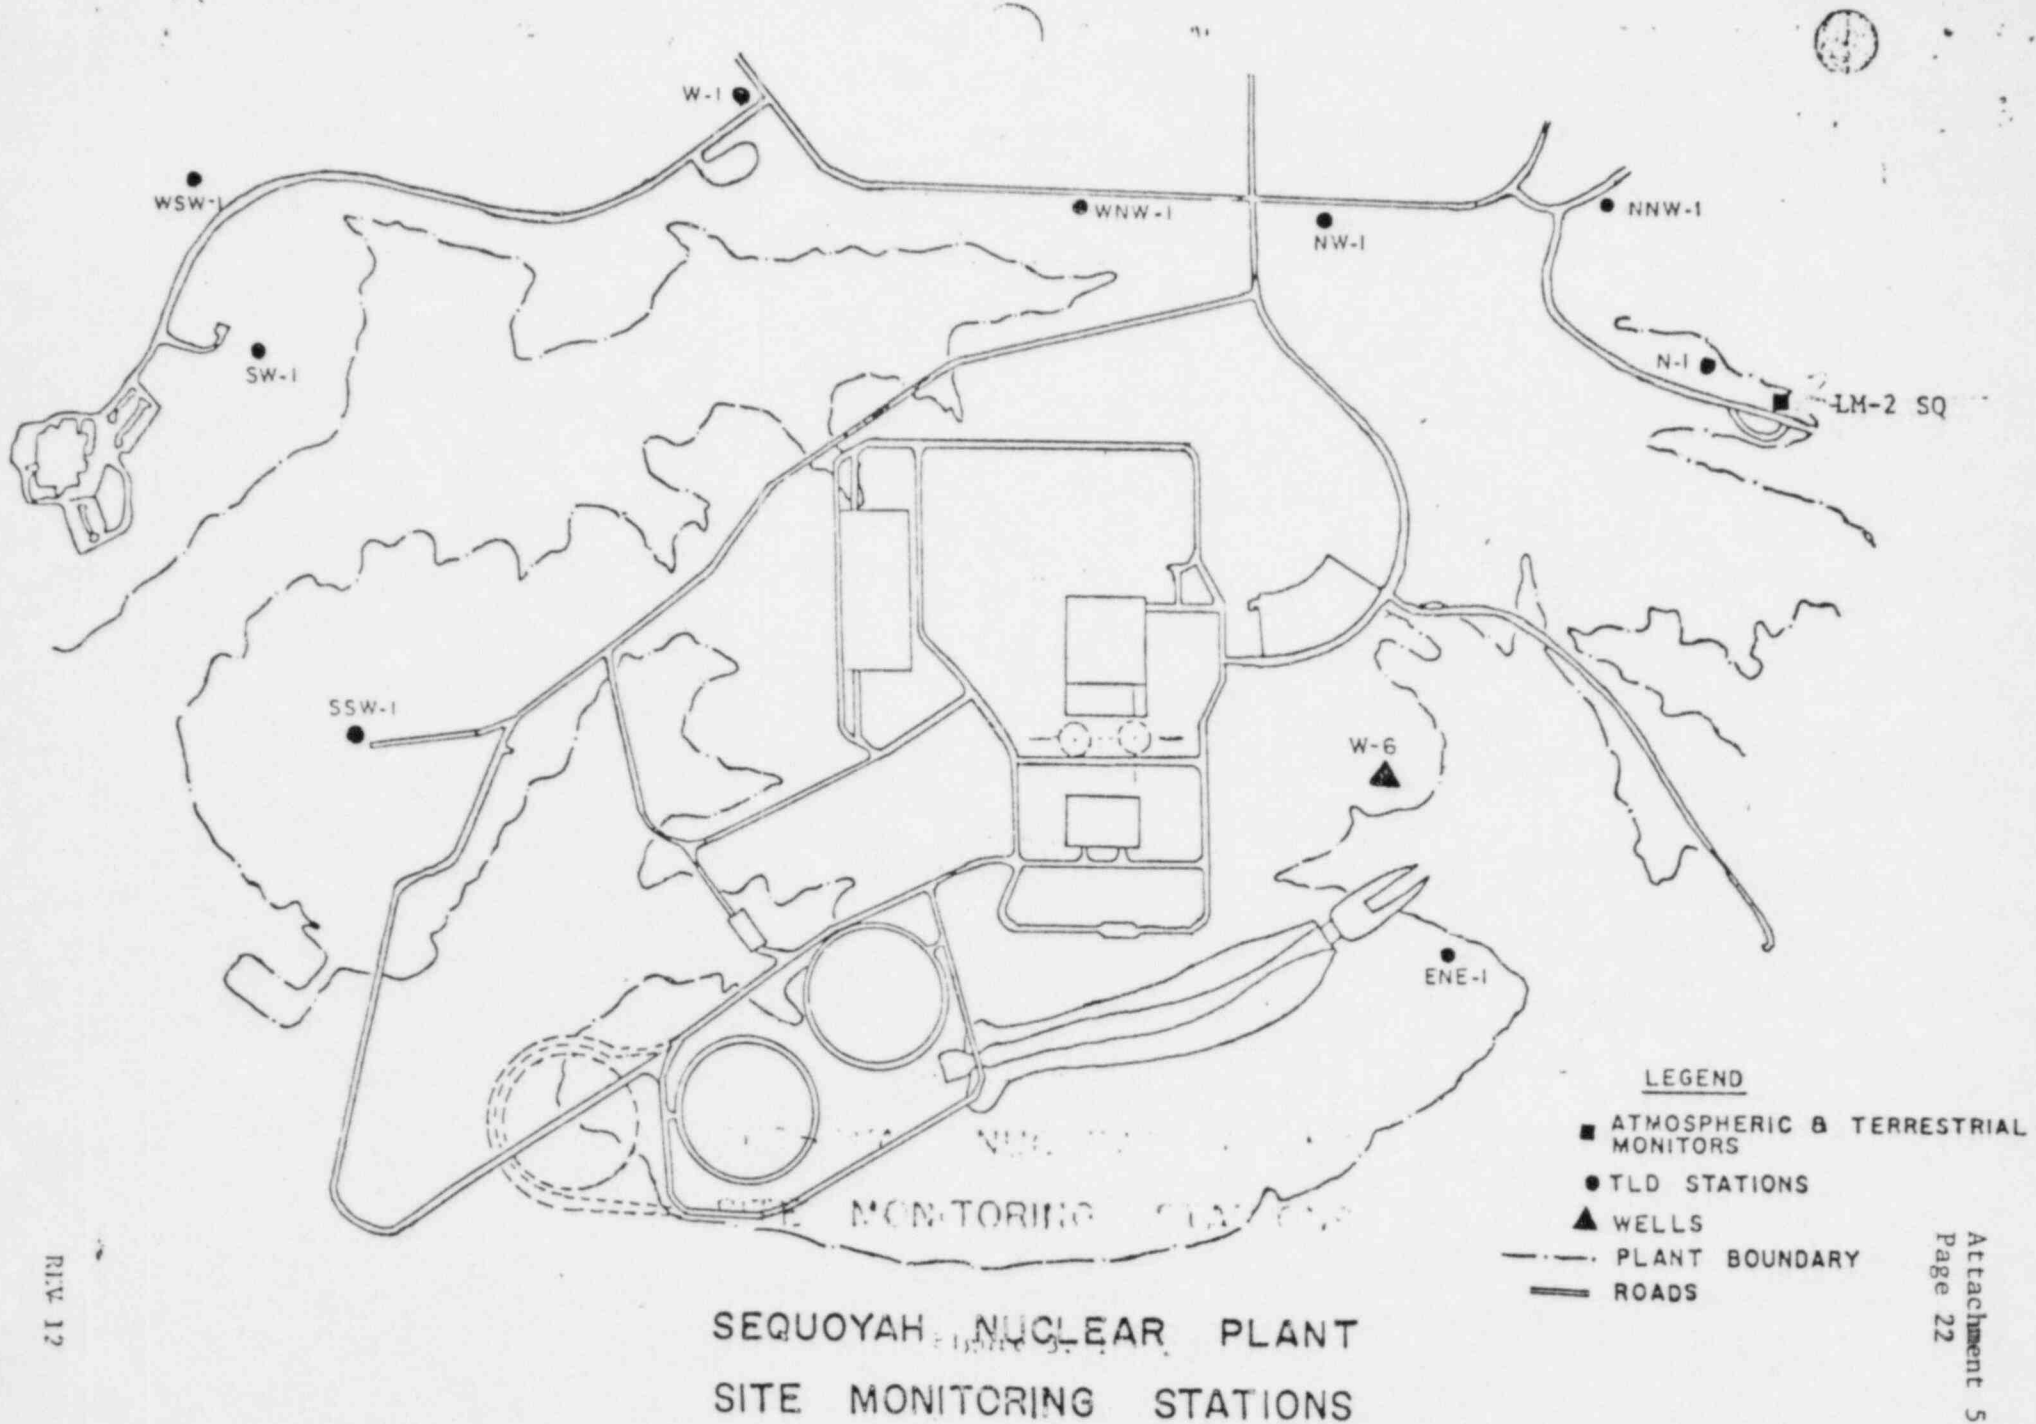 W-1
WSW-1
WNW-1
NW-1
NNW-1
SW-1
N-1
LM-2 SQ
SSW-1
W-6
ENE-1
LEGEND
ATMOSPHERIC & TERRESTRIAL
MONITORS
TLD STATIONS
WELLS
PLANT BOUNDARY
ROADS
SITE MONITORING
SEQUOYAH NUCLEAR PLANT
SITE MONITORING STATIONS
REV 12
Attachment 5
Page 22